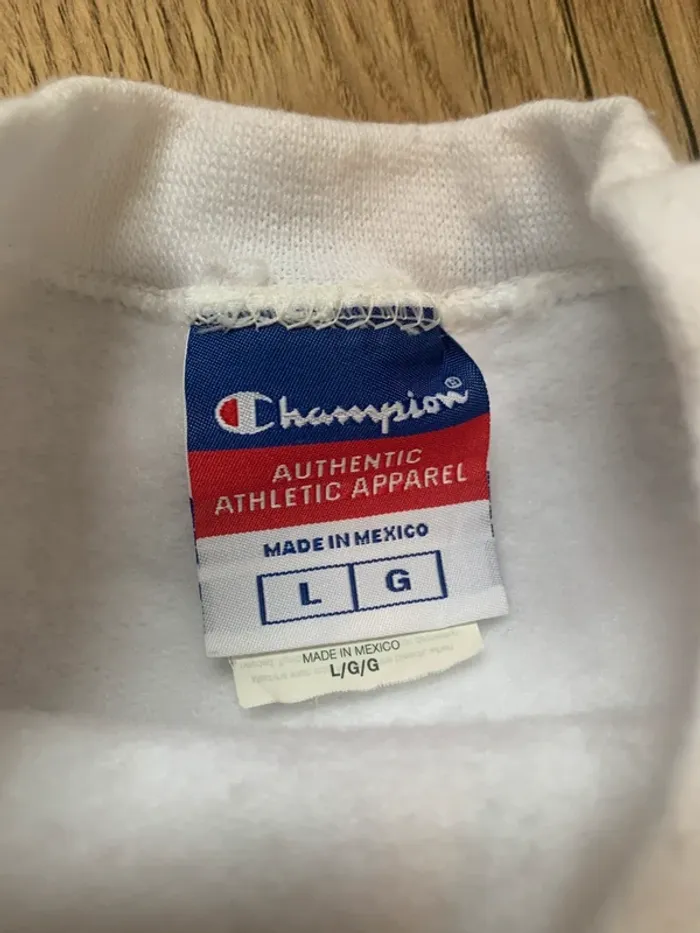 Champion®
AUTHENTIC
ATHLETIC APPAREL
MADE IN MEXICO
L G
MADE IN MEXICO
L/G/G